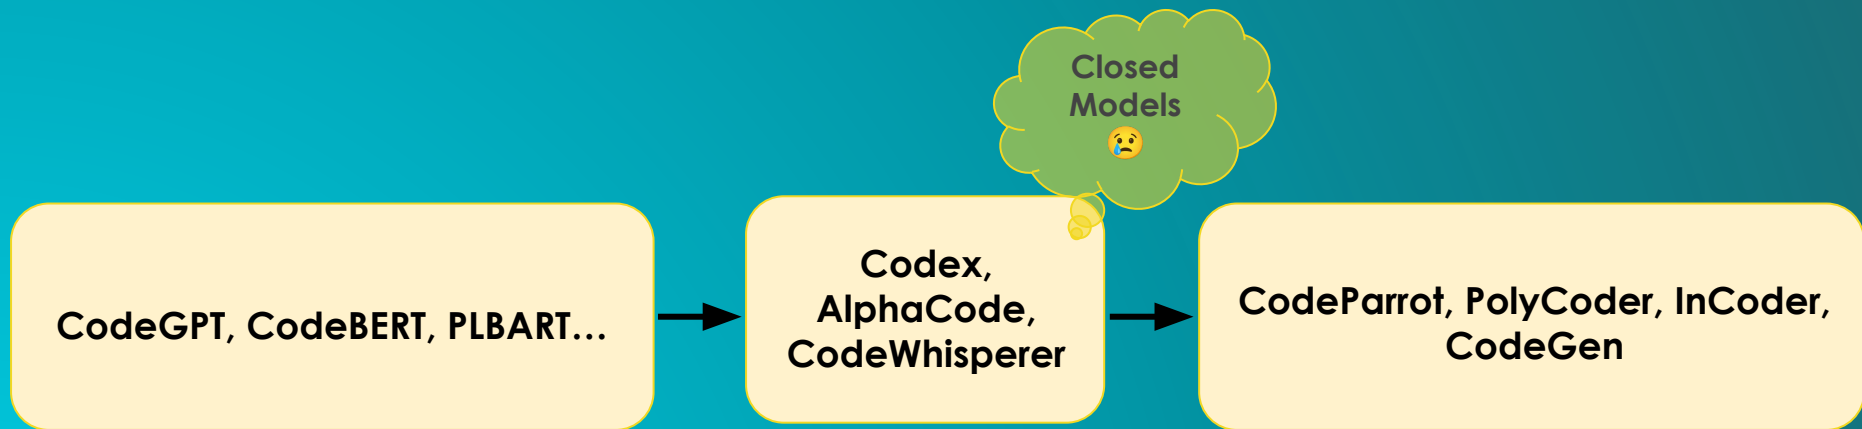 Closed
Models
😢
CodeGPT, CodeBERT, PLBART…
Codex,
AlphaCode,
CodeWhisperer
CodeParrot, PolyCoder, InCoder,
CodeGen